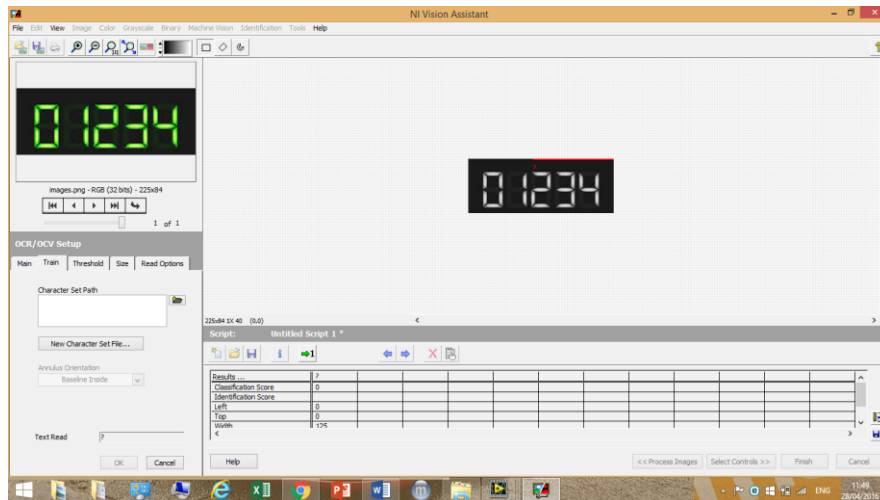 NI Vision Assistant
File Edit View Image Color Grayscale Binary Machine Vision Identification Tools Help
01234
images.png - RGB (32 bits) - 225x84
1 of 1
OCR/OCV Setup
Main Train Threshold Size Read Options
Character Set Path
New Character Set File...
Annulus Orientation
Baseline Inside
Text Read ?
OK Cancel
01234
225x84 1X 40 (0,0)
Script: Untitled Script 1 *
1
Results ... ?
Classification Score 0
Identification Score
Left 0
Top 0
Width 125
Help << Process Images Select Controls >> Finish Cancel
ENG 11:49
28/04/2016